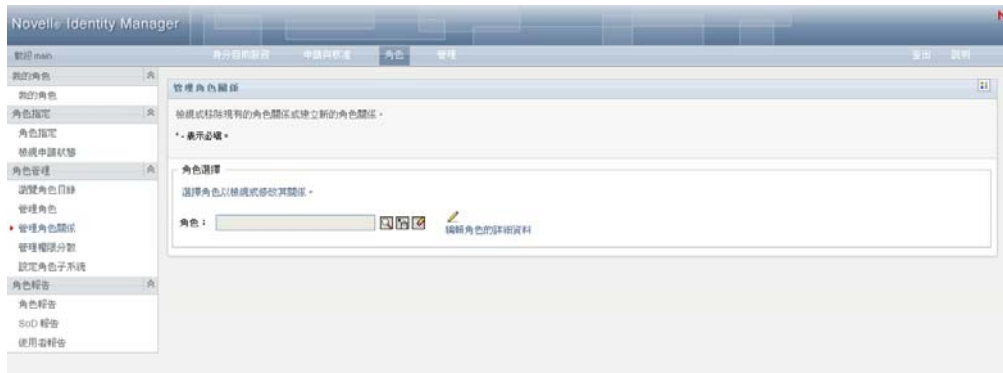 Novell® Identity Manager
N
歡迎 main
身分自助服務
申請與核准
角色
管理
登出
說明
我的角色
我的角色
角色指定
角色指定
檢視申請狀態
角色管理
瀏覽角色目錄
管理角色
管理角色關係
管理權限分離
設定角色子系統
角色報告
角色報告
SoD 報告
使用者報告
管理角色關係
檢視或移除現有的角色關係或建立新的角色關係。
* - 表示必填。
角色選擇
選擇角色以檢視或修改其關係。
角色：
編輯角色的詳細資料